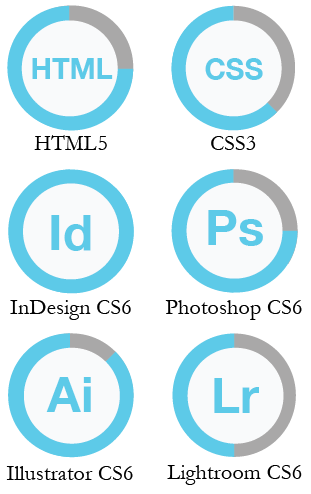 HTML
CSS
HTML5
CSS3
Id
Ps
InDesign CS6
Photoshop CS6
Ai
Lr
Illustrator CS6
Lightroom CS6